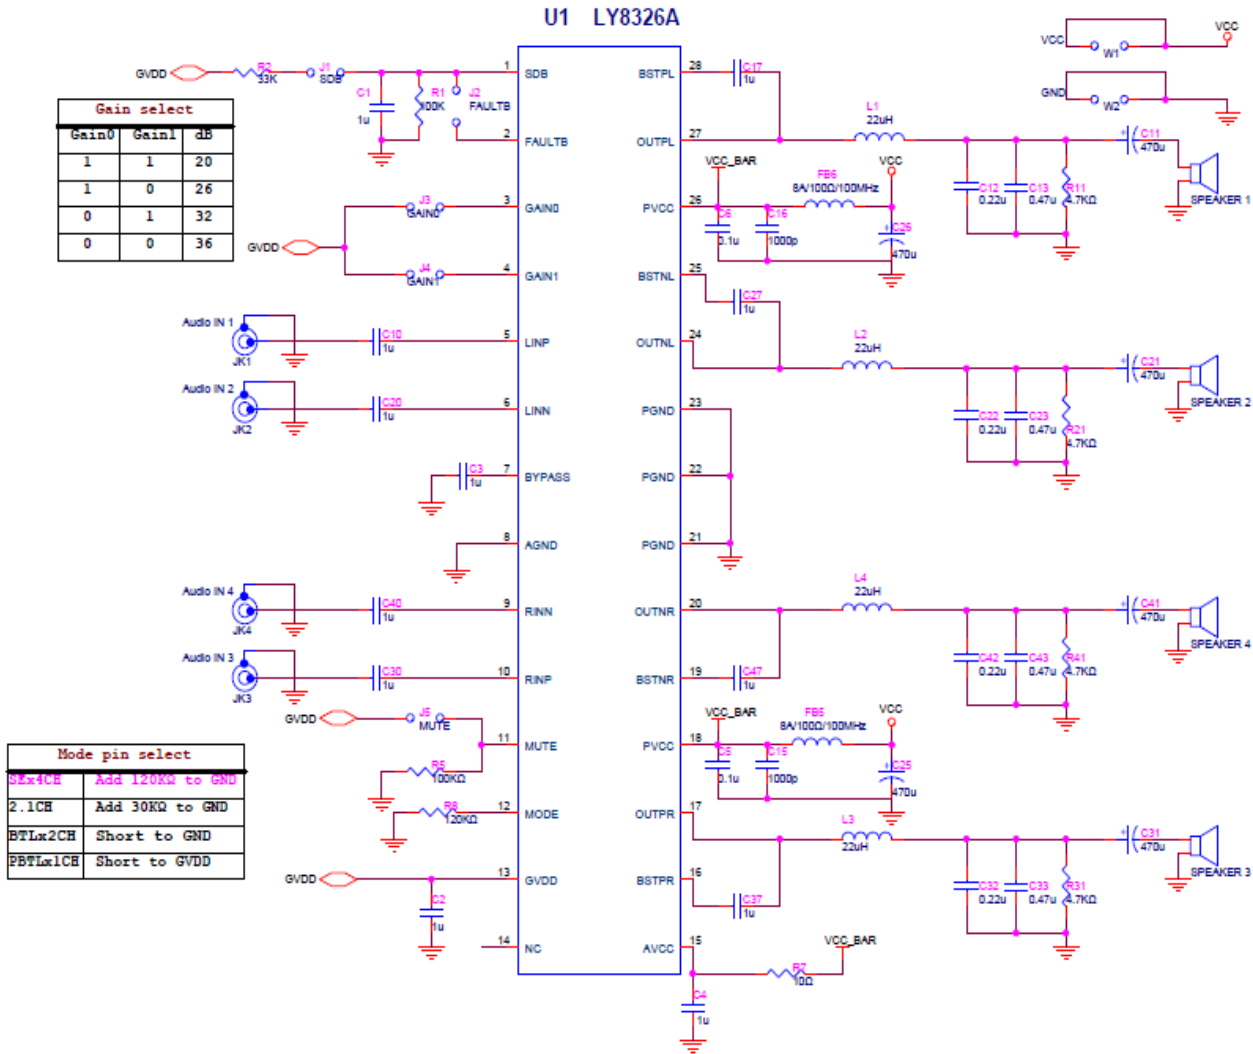 U1 LY8326A
GVDD
R2
33K
J1
SDB
C1
1u
R1
100K
J2
FAULTB
Gain select
Gain0 Gain1 dB
1 1 20
1 0 26
0 1 32
0 0 36
J3
GAIN0
GVDD
J4
GAIN1
Audio IN 1
JK1
C10
1u
Audio IN 2
JK2
C20
1u
C3
1u
Audio IN 4
JK4
C40
1u
Audio IN 3
JK3
C30
1u
GVDD
J5
MUTE
R5
100KΩ
R8
120KΩ
Mode pin select
SEx4CH Add 120KΩ to GND
2.1CH Add 30KΩ to GND
BTLx2CH Short to GND
PBTLx1CH Short to GVDD
GVDD
C2
1u
1 SDB
2 FAULTB
3 GAIN0
4 GAIN1
5 LINP
6 LINN
7 BYPASS
8 AGND
9 RINN
10 RINP
11 MUTE
12 MODE
13 GVDD
14 NC
BSTPL 28
OUTPL 27
PVCC 26
BSTNL 25
OUTNL 24
PGND 23
PGND 22
PGND 21
OUTNR 20
BSTNR 19
PVCC 18
OUTPR 17
BSTPR 16
AVCC 15
C17
1u
L1
22uH
VCC
W1
VCC
GND
W2
C12
0.22u
C13
0.47u
R11
4.7KΩ
C11
470u
SPEAKER 1
VCC_BAR
FB6
8A/100Ω/100MHz
VCC
C6
0.1u
C16
1000p
C26
470u
C27
1u
L2
22uH
C22
0.22u
C23
0.47u
R21
4.7KΩ
C21
470u
SPEAKER 2
L4
22uH
C47
1u
C42
0.22u
C43
0.47u
R41
4.7KΩ
C41
470u
SPEAKER 4
VCC_BAR
FB5
8A/100Ω/100MHz
VCC
C5
0.1u
C15
1000p
C25
470u
L3
22uH
C37
1u
C32
0.22u
C33
0.47u
R31
4.7KΩ
C31
470u
SPEAKER 3
VCC_BAR
R7
10Ω
C4
1u